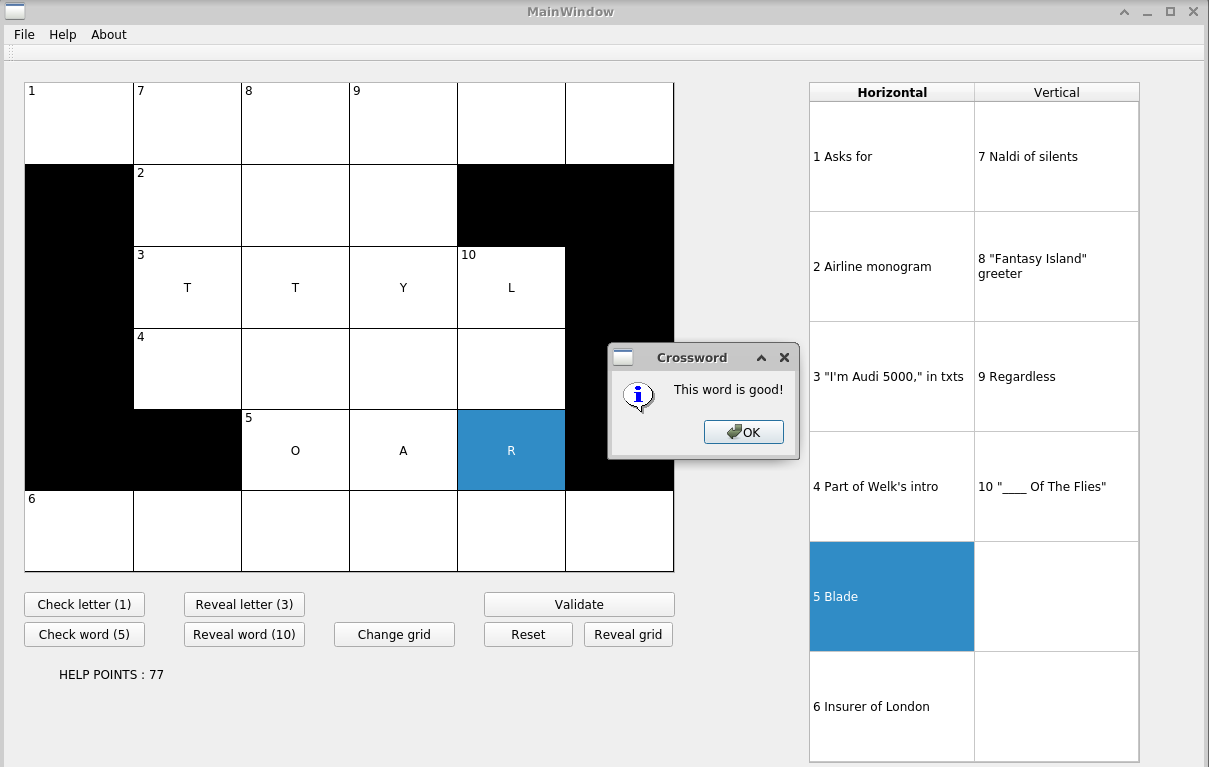 MainWindow
File Help About
1 7 8 9
2
3 10
T T Y L
4
5
O A R
6
Horizontal Vertical
1 Asks for
7 Naldi of silents
2 Airline monogram
8 "Fantasy Island"
greeter
3 "I'm Audi 5000," in txts
9 Regardless
4 Part of Welk's intro
10 "____ Of The Flies"
5 Blade
6 Insurer of London
Crossword
This word is good!
OK
Check letter (1) Reveal letter (3) Validate
Check word (5) Reveal word (10) Change grid Reset Reveal grid
HELP POINTS : 77